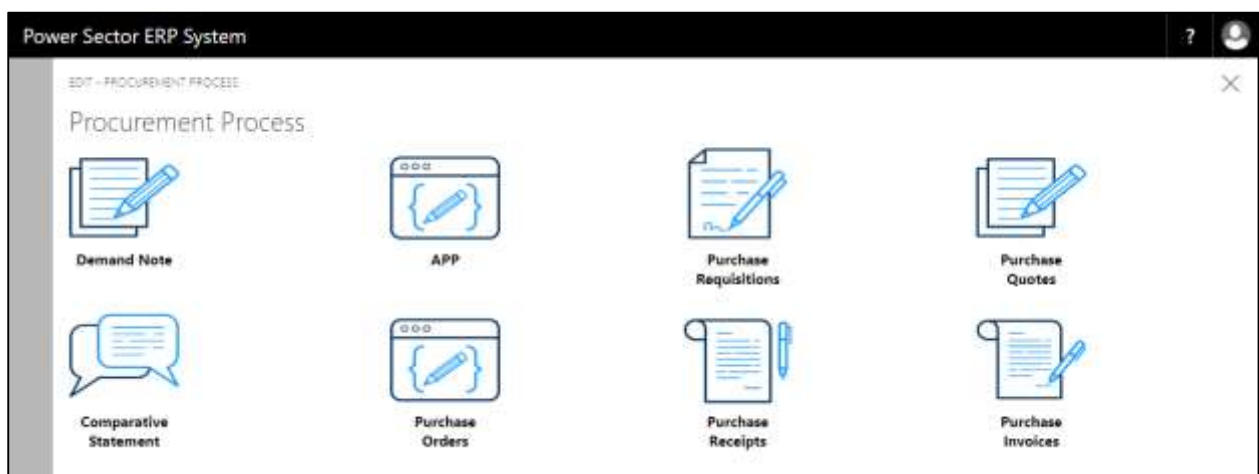 Power Sector ERP System
?
EDIT - PROCUREMENT PROCESS
Procurement Process
Demand Note
APP
Purchase
Requisitions
Purchase
Quotes
Comparative
Statement
Purchase
Orders
Purchase
Receipts
Purchase
Invoices